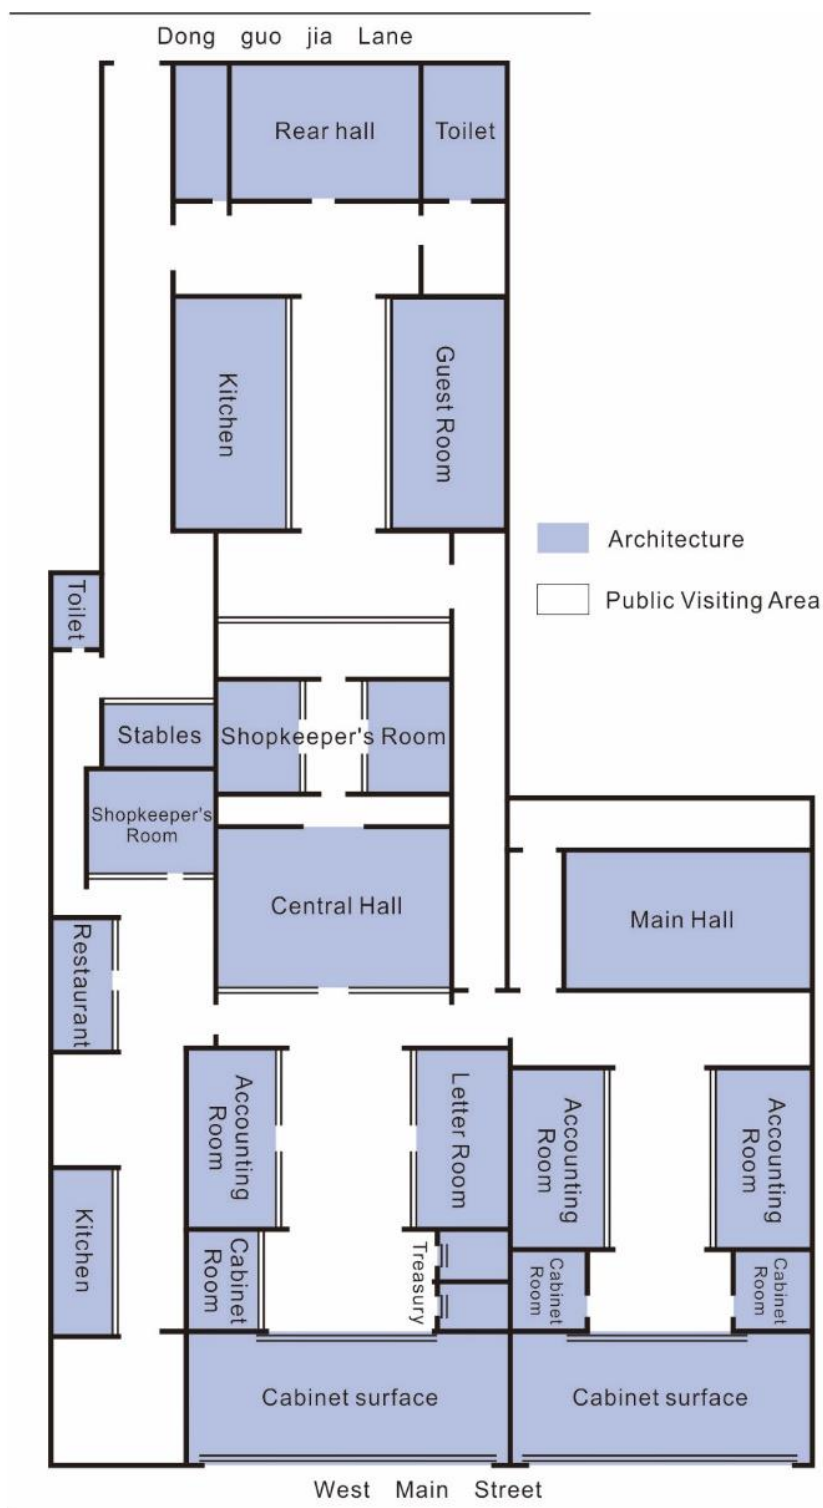 Dong guo jia Lane
Rear hall
Toilet
Kitchen
Guest Room
Architecture
Public Visiting Area
Toilet
Stables
Shopkeeper's Room
Shopkeeper's
Room
Central Hall
Main Hall
Restaurant
Accounting
Room
Letter Room
Accounting
Room
Accounting
Room
Kitchen
Cabinet
Room
Treasury
Cabinet
Room
Cabinet
Room
Cabinet surface
Cabinet surface
West Main Street